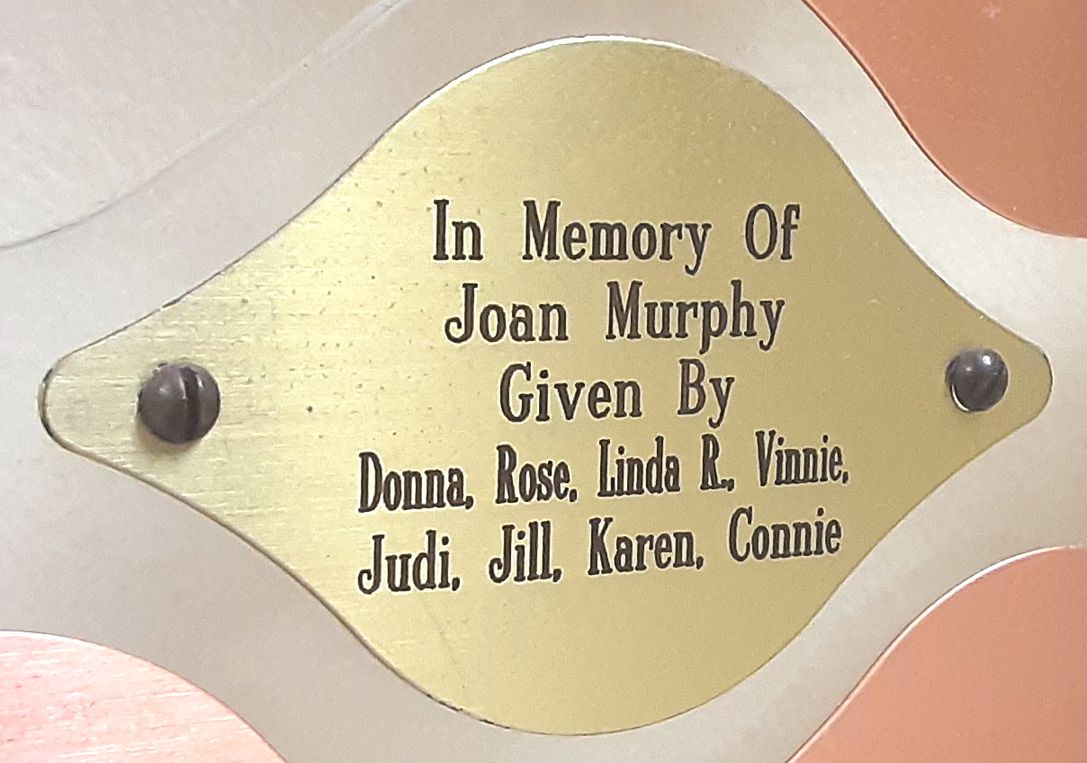 In Memory Of
Joan Murphy
Given By
Donna, Rose, Linda R., Vinnie,
Judi, Jill, Karen, Connie